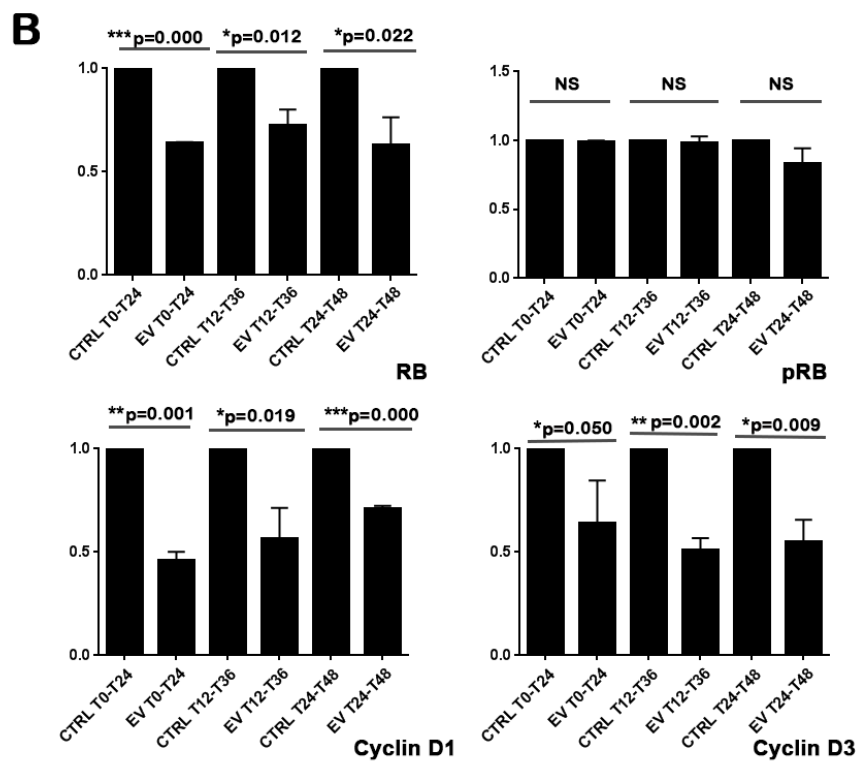 B
***p=0.000 *p=0.012 *p=0.022
1.0
0.5
0.0
CTRL T0-T24 EV T0-T24 CTRL T12-T36 EV T12-T36 CTRL T24-T48 EV T24-T48
RB
NS NS NS
1.5
1.0
0.5
0.0
CTRL T0-T24 EV T0-T24 CTRL T12-T36 EV T12-T36 CTRL T24-T48 EV T24-T48
pRB
**p=0.001 *p=0.019 ***p=0.000
1.0
0.5
0.0
CTRL T0-T24 EV T0-T24 CTRL T12-T36 EV T12-T36 CTRL T24-T48 EV T24-T48
Cyclin D1
*p=0.050 ** p=0.002 *p=0.009
1.0
0.5
0.0
CTRL T0-T24 EV T0-T24 CTRL T12-T36 EV T12-T36 CTRL T24-T48 EV T24-T48
Cyclin D3